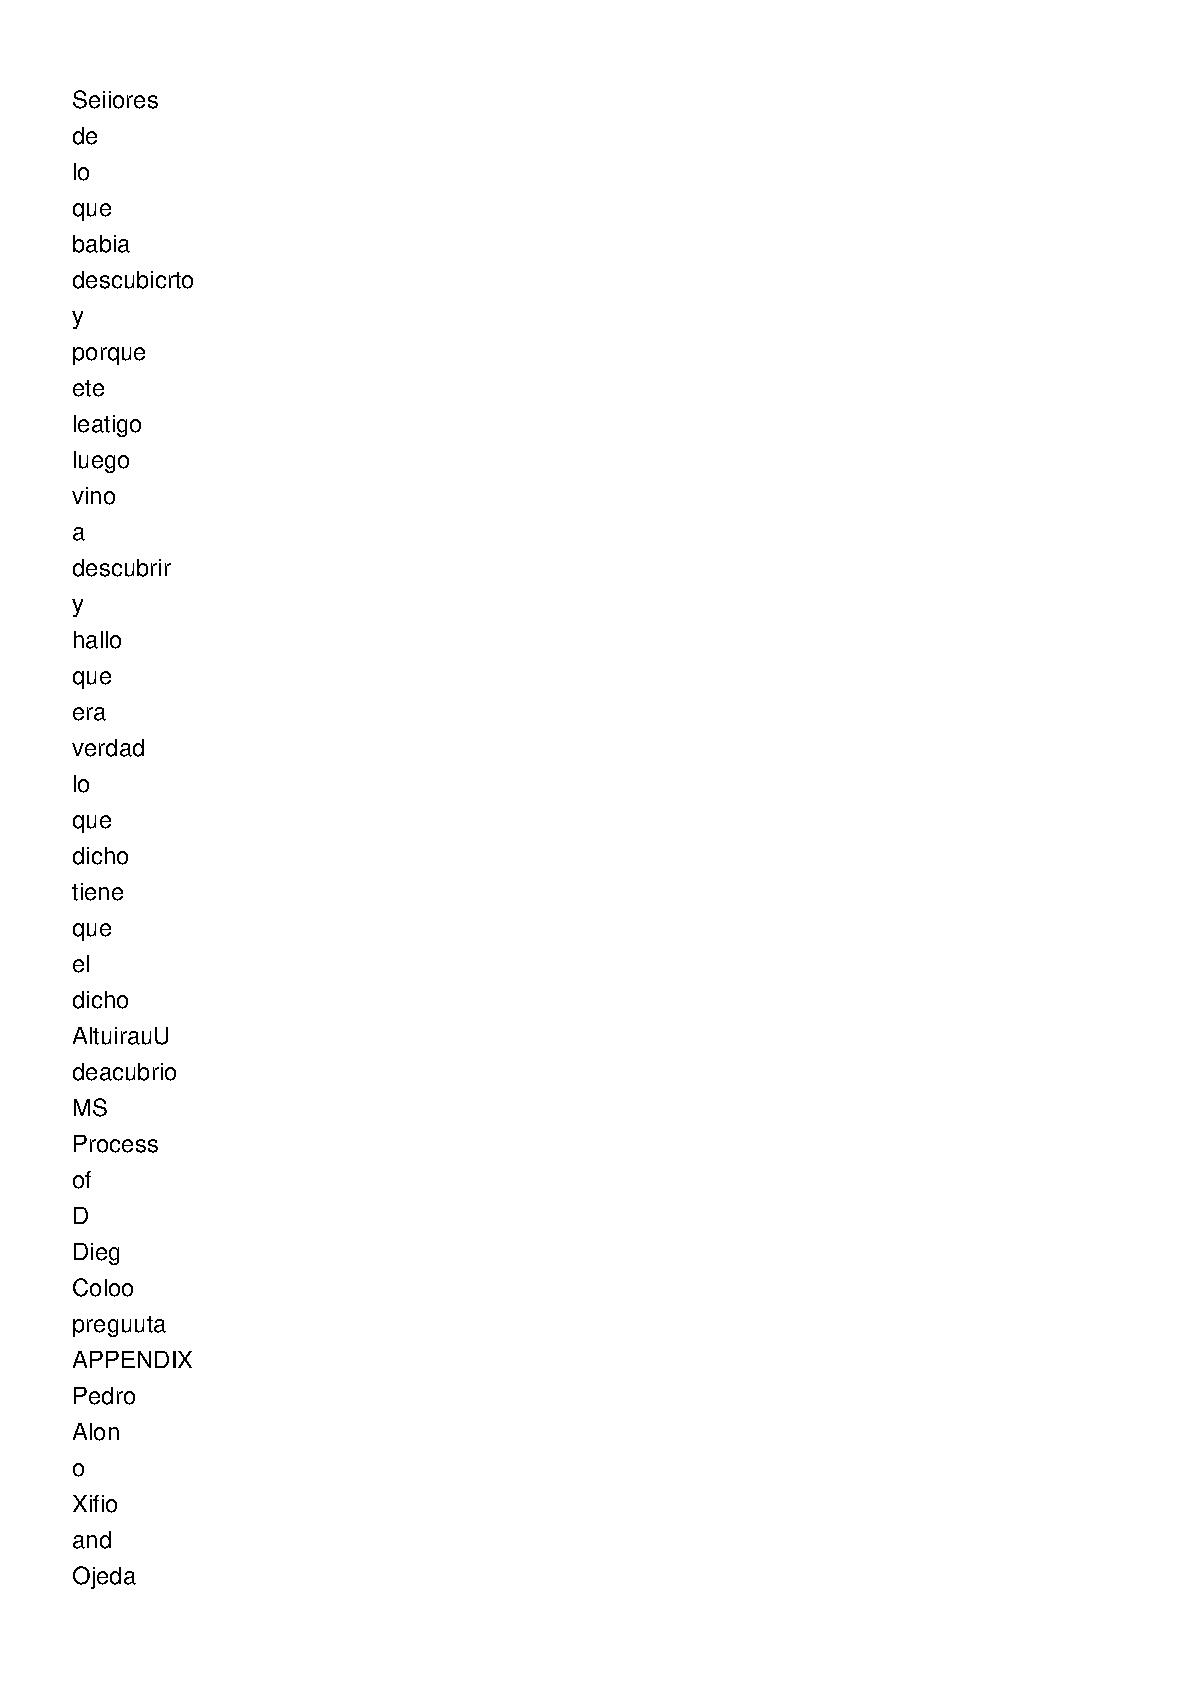 Seiiores
de
lo
que
babia
descubicrto
y
porque
ete
leatigo
luego
vino
a
descubrir
y
hallo
que
era
verdad
lo
que
dicho
tiene
que
el
dicho
AltuirauU
deacubrio
MS
Process
of
D
Dieg
Coloo
preguuta
APPENDIX
Pedro
Alon
o
Xifio
and
Ojeda